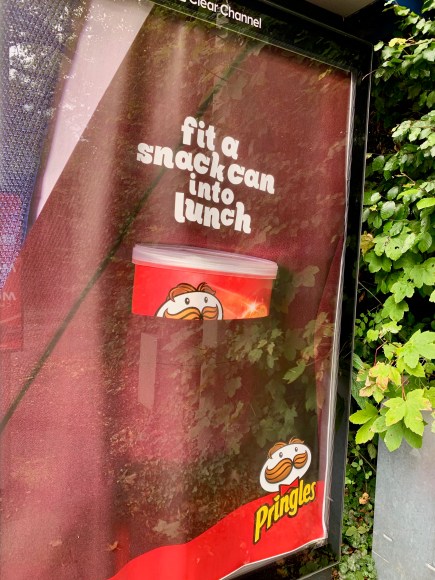 Clear Channel
fit a
snack can
into
lunch
Pringles